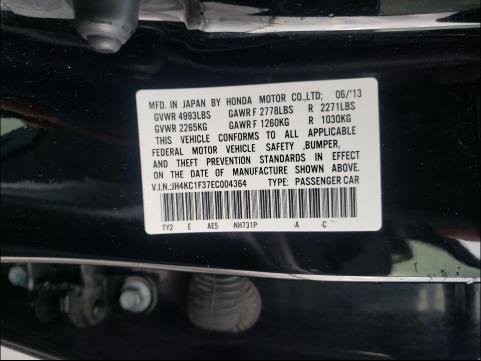 MFD. IN JAPAN BY HONDA MOTOR CO.,LTD; 06/'13
GVWR 4993LBS GAWR F 2778LBS R 2271LBS
GVWR 2265KG GAWR F 1260KG R 1030KG
THIS VEHICLE CONFORMS TO ALL APPLICABLE
FEDERAL MOTOR VEHICLE SAFETY ,BUMPER,
AND THEFT PREVENTION STANDARDS IN EFFECT
ON THE DATE OF MANUFACTURE SHOWN ABOVE.
V.I.N.:JH4KC1F37EC004364 TYPE: PASSENGER CAR
TY2 E AE5 NH731P -A -C